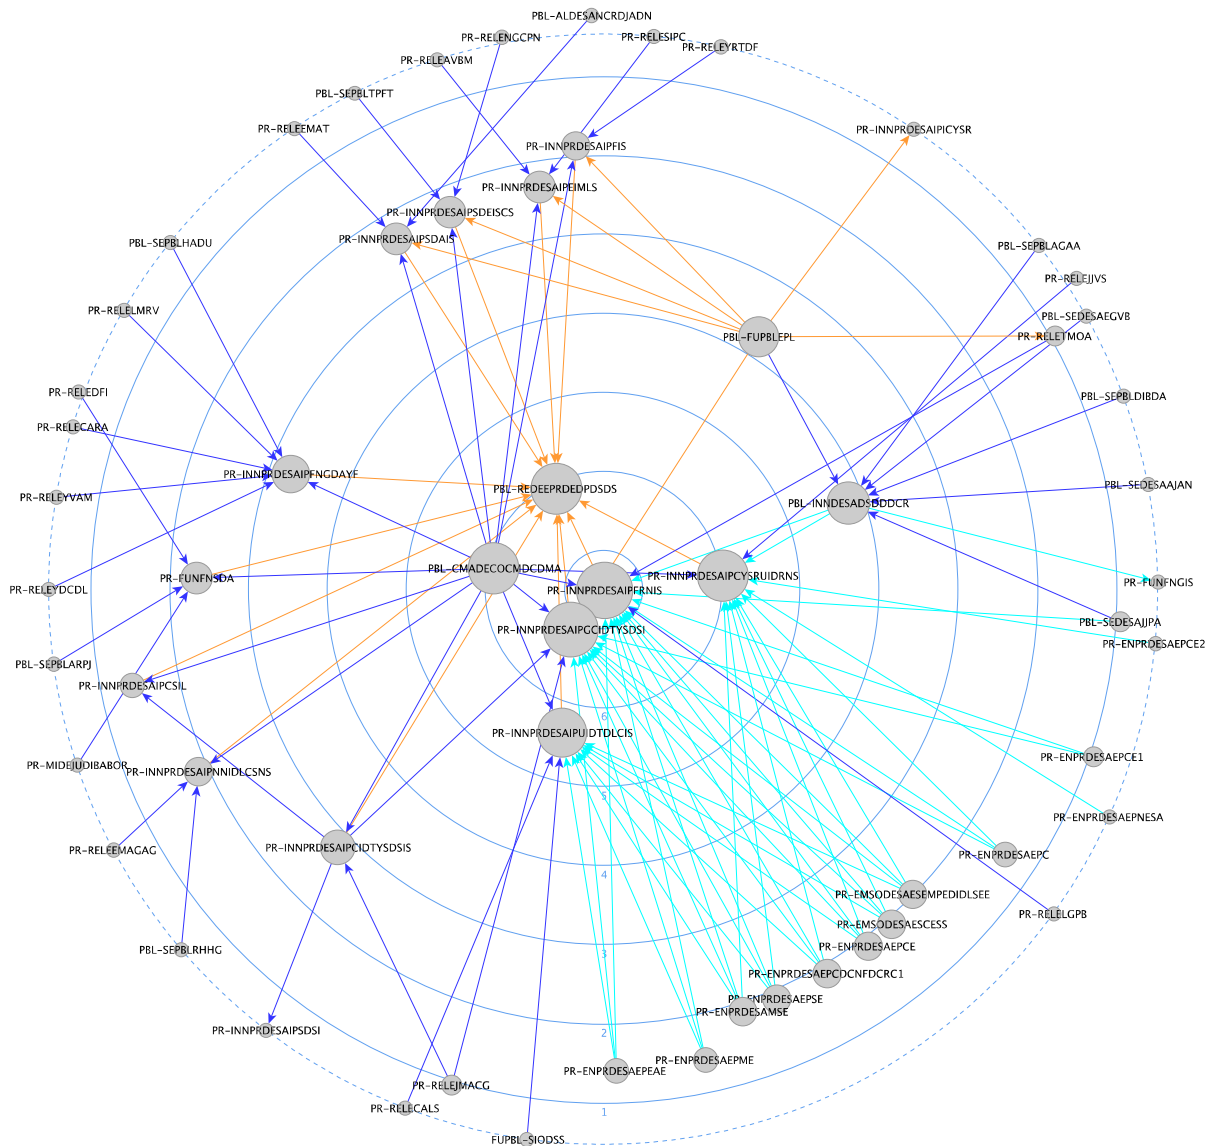 PBL-ALDESANCRDJADN
PR-RELENGCPN
PR-RELESIPC
PR-RELEYRTDF
PR-RELEAVBM
PBL-SEPBLTPFT
PR-RELEEMAT
PR-INNPRDESAIPICYSR
PR-INNPRDESAIPFIS
PR-INNPRDESAIPEIMLS
PR-INNPRDESAIPSDEISCS
PR-INNPRDESAIPSDAIS
PBL-SEPBLHADU
PBL-SEPBLAGAA
PR-RELEJJVS
PR-RELELMRV
PBL-SEDESAEGVB
PBL-FUPBLEPL
PR-RELETMOA
PR-RELEDFI
PBL-SEPBLDIBDA
PR-RELECARA
PR-INNPRDESAIPFNGDAYF
PBL-SEDESAAJAN
PBL-REDEEPRDEDPDSDS
PR-RELEYVAM
PBL-INNDESADSDDDCR
PBL-CMADECOCMDCDMA
PR-INNPRDESAIPCYSRUIDRNS
PR-FUNFNSDA
PR-FUNFNGIS
PR-RELEYDCDL
PR-INNPRDESAIPFRNIS
PBL-SEDESAJJPA
PR-INNPRDESAIPGCIDTYSDSI
PR-ENPRDESAEPCE2
PBL-SEPBLARPJ
PR-INNPRDESAIPCSIL
6
PR-INNPRDESAIPUIDTDLCIS
PR-ENPRDESAEPCE1
PR-MIDEJUDIBABOR
PR-INNPRDESAIPNNIDLCSNS
5
PR-ENPRDESAEPNESA
PR-RELEEMAGAG
PR-INNPRDESAIPCIDTYSDSIS
PR-ENPRDESAEPC
4
PR-EMSODESAESEMPEDIDLSEE
PR-RELELGPB
PR-EMSODESAESCESS
PR-ENPRDESAEPCE
PBL-SEPBLRHHG
3
PR-ENPRDESAEPCDCNFDCRC1
PR-ENPRDESAEPSE
PR-ENPRDESAMSE
PR-INNPRDESAIPSDSI
2
PR-ENPRDESAEPME
PR-ENPRDESAEPEAE
PR-RELEJMACG
PR-RELECALS
1
FUPBL-SIODSS